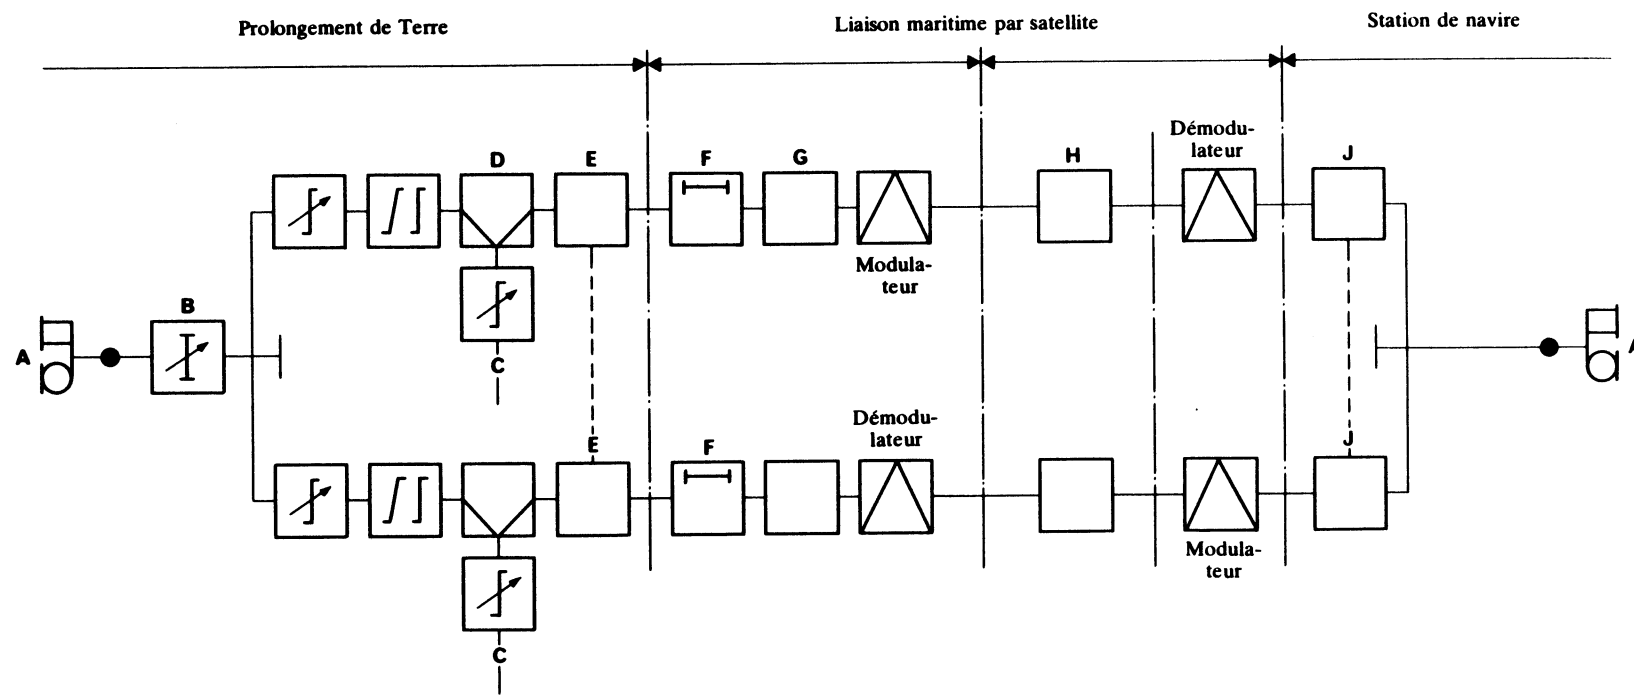 Prolongement de Terre
Liaison maritime par satellite
Station de navire
D
E
F
G
H
Démodu-
lateur
J
Modula-
teur
B
A
C
A
Démodu-
lateur
E
F
J
Modula-
teur
C